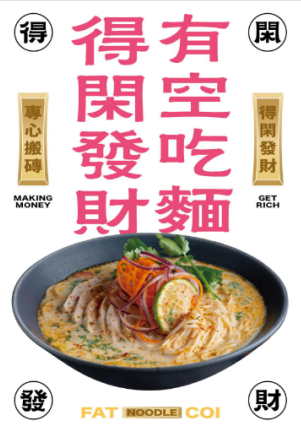 得
閑
有空吃麵
得閑發財
專心搬磚
MAKING
MONEY
得閑發財
GET
RICH
發
財
FAT NOODLE COI